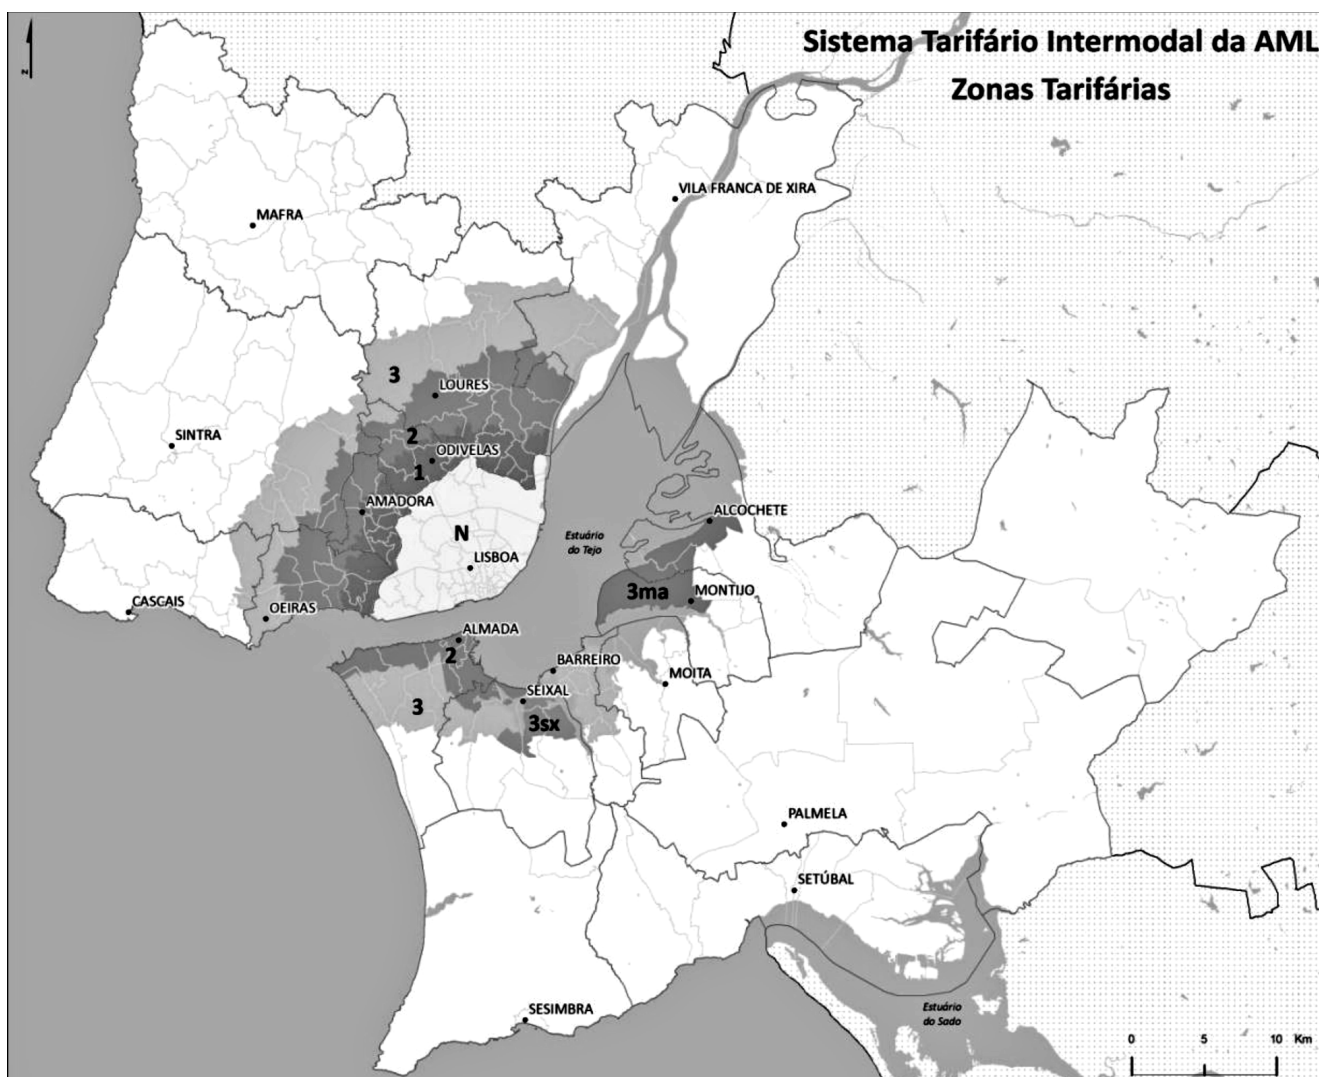 Sistema Tarifário Intermodal da AML
Zonas Tarifárias
N
VILA FRANCA DE XIRA
MAFRA
3
LOURES
2
SINTRA
ODIVELAS
1
AMADORA
ALCOCHETE
N
Estuário
do Tejo
LISBOA
3ma
MONTIJO
CASCAIS
OEIRAS
ALMADA
2
BARREIRO
MOITA
SEIXAL
3
3sx
PALMELA
SETÚBAL
SESIMBRA
Estuário
do Sado
0 5 10 Km